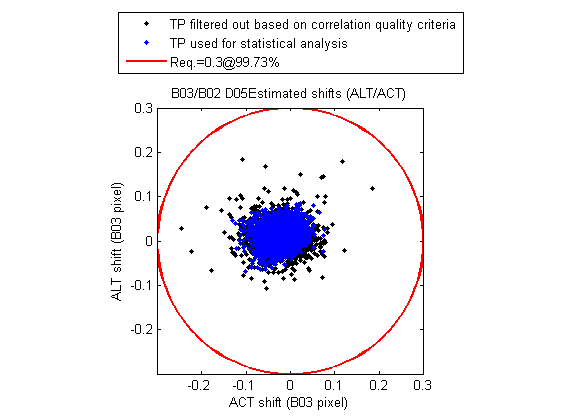 TP filtered out based on correlation quality criteria
TP used for statistical analysis
Req.=0.3@99.73%
B03/B02 D05Estimated shifts (ALT/ACT)
0.3
0.2
0.1
0
-0.1
-0.2
ALT shift (B03 pixel)
-0.2 -0.1 0 0.1 0.2 0.3
ACT shift (B03 pixel)